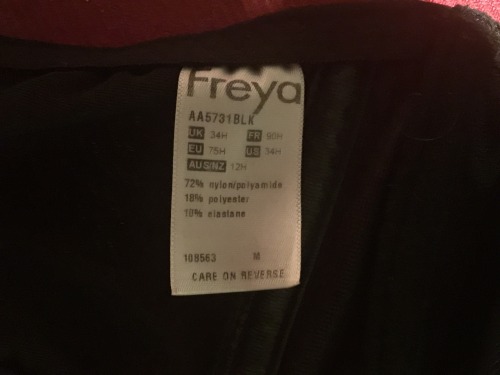 Freya
AA5731BLK
UK 34H FR 90H
EU 75H US 34H
AUS/NZ 12H
72% nylon/polyamide
18% polyester
10% elastane
108563 M
CARE ON REVERSE